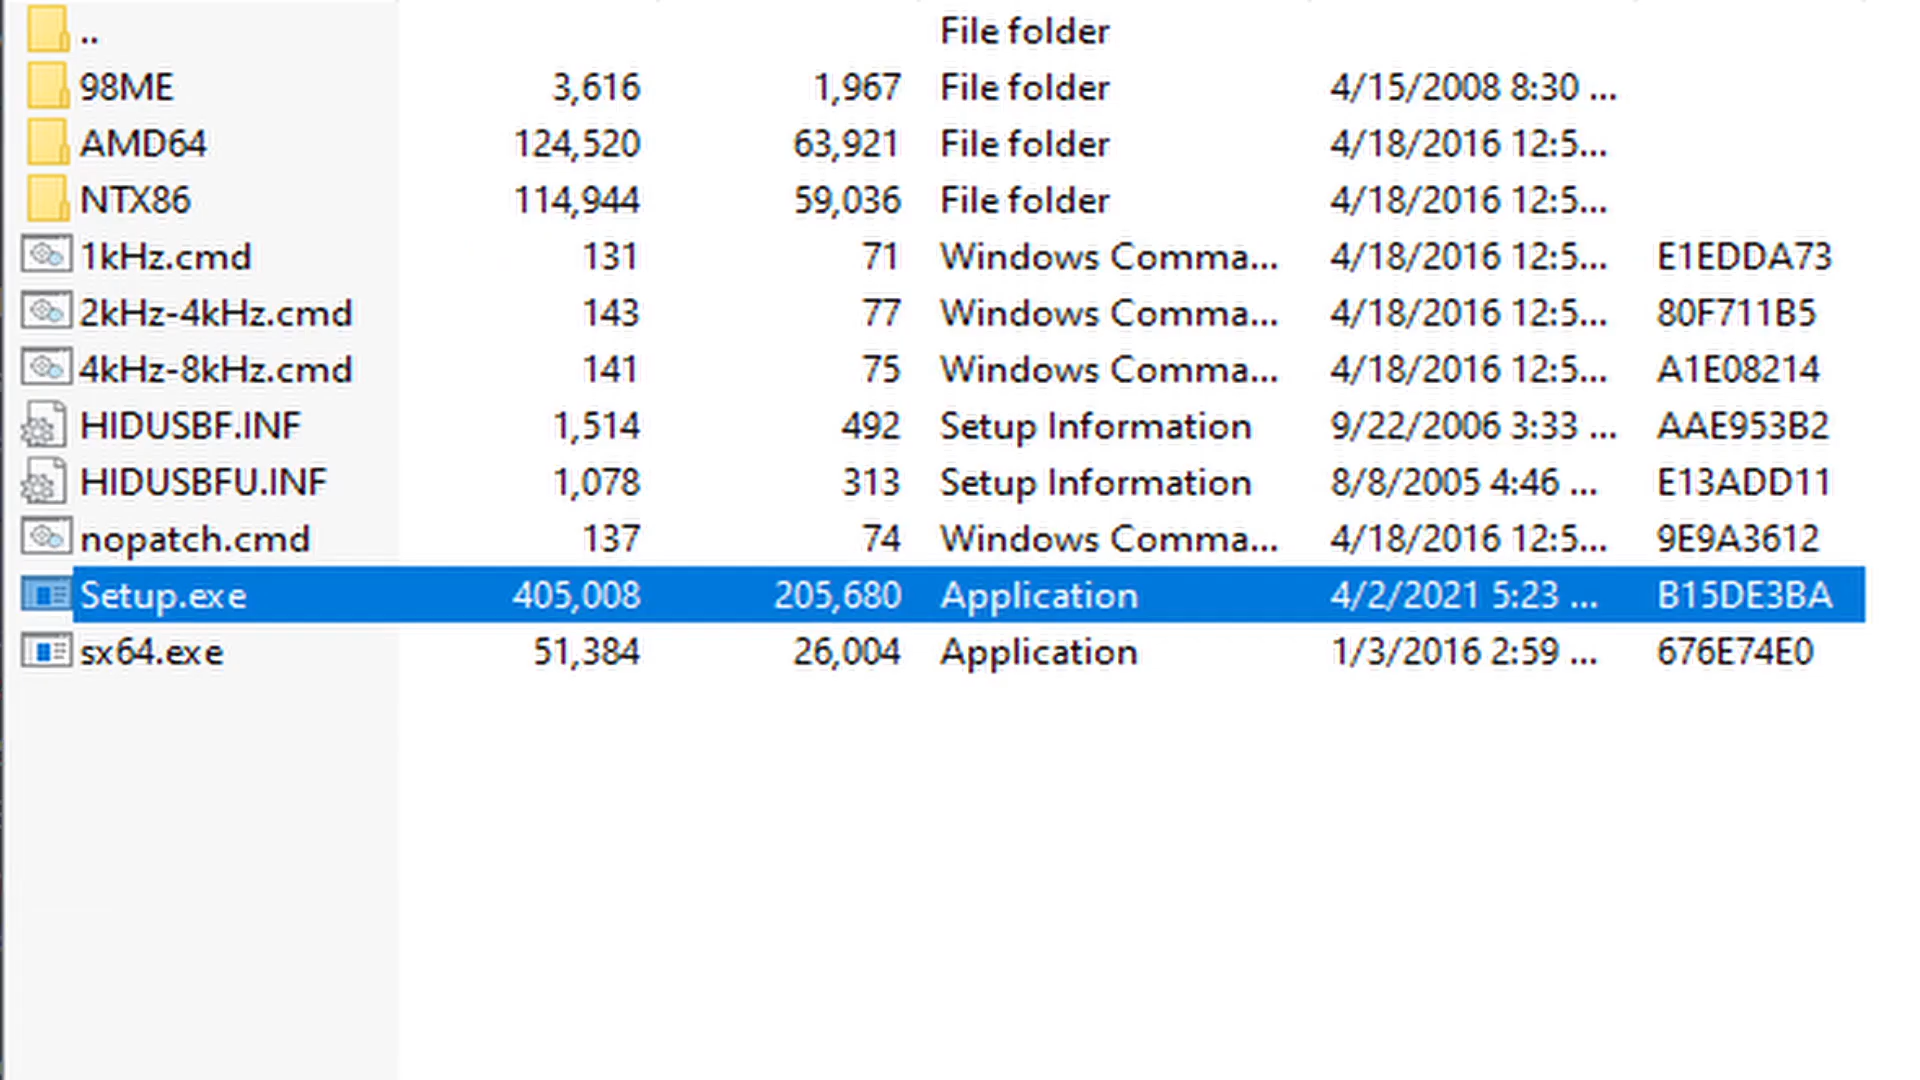 .. File folder
98ME 3,616 1,967 File folder 4/15/2008 8:30 ...
AMD64 124,520 63,921 File folder 4/18/2016 12:5...
NTX86 114,944 59,036 File folder 4/18/2016 12:5...
1kHz.cmd 131 71 Windows Comma... 4/18/2016 12:5... E1EDDA73
2kHz-4kHz.cmd 143 77 Windows Comma... 4/18/2016 12:5... 80F711B5
4kHz-8kHz.cmd 141 75 Windows Comma... 4/18/2016 12:5... A1E08214
HIDUSBF.INF 1,514 492 Setup Information 9/22/2006 3:33 ... AAE953B2
HIDUSBFU.INF 1,078 313 Setup Information 8/8/2005 4:46 ... E13ADD11
nopatch.cmd 137 74 Windows Comma... 4/18/2016 12:5... 9E9A3612
Setup.exe 405,008 205,680 Application 4/2/2021 5:23 ... B15DE3BA
sx64.exe 51,384 26,004 Application 1/3/2016 2:59 ... 676E74E0